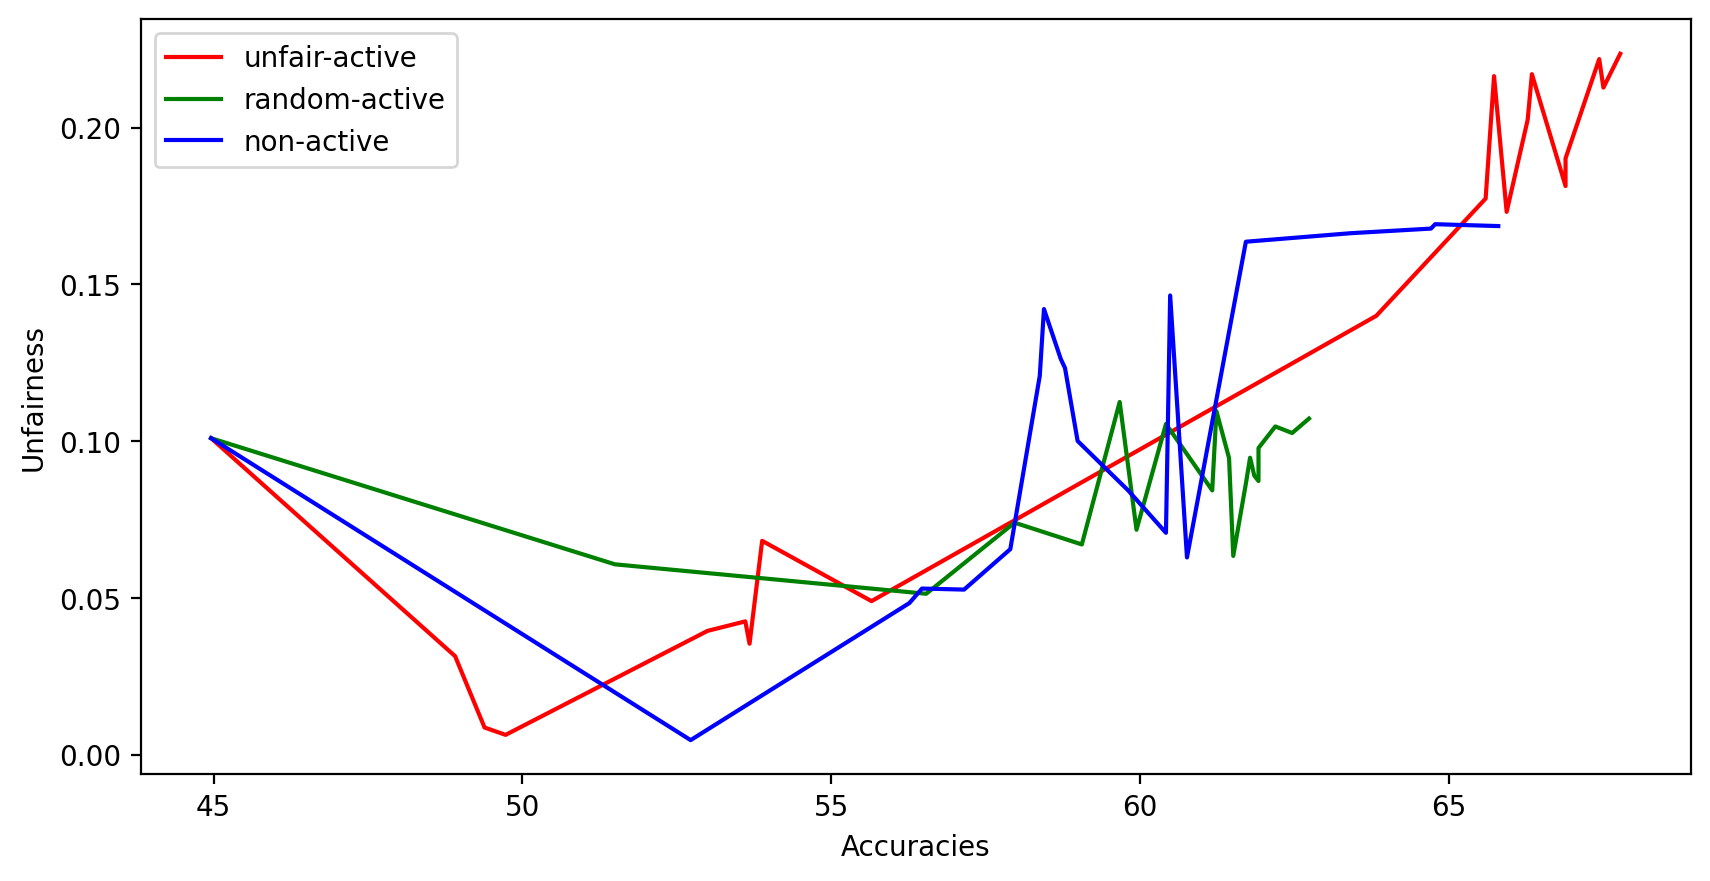 unfair-active
random-active
non-active
Unfairness
0.20
0.15
0.10
0.05
0.00
45 50 55 60 65
Accuracies